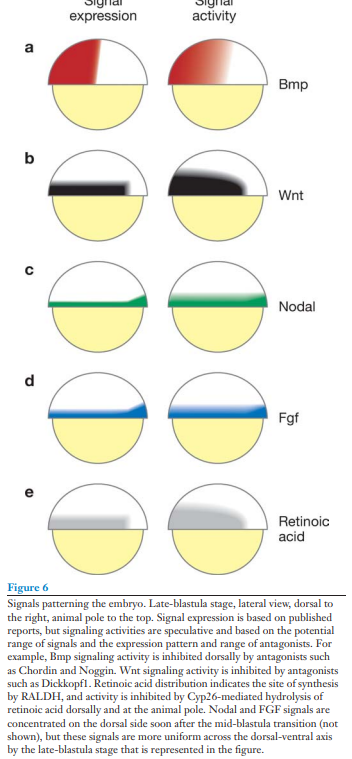 Signal Signal
expression activity
a
Bmp
b
Wnt
c
Nodal
d
Fgf
e
Retinoic
acid
Figure 6
Signals patterning the embryo. Late-blastula stage, lateral view, dorsal to
the right, animal pole to the top. Signal expression is based on published
reports, but signaling activities are speculative and based on the potential
range of signals and the expression pattern and range of antagonists. For
example, Bmp signaling activity is inhibited dorsally by antagonists such
as Chordin and Noggin. Wnt signaling activity is inhibited by antagonists
such as Dickkopf1. Retinoic acid distribution indicates the site of synthesis
by RALDH, and activity is inhibited by Cyp26-mediated hydrolysis of
retinoic acid dorsally and at the animal pole. Nodal and FGF signals are
concentrated on the dorsal side soon after the mid-blastula transition (not
shown), but these signals are more uniform across the dorsal-ventral axis
by the late-blastula stage that is represented in the figure.